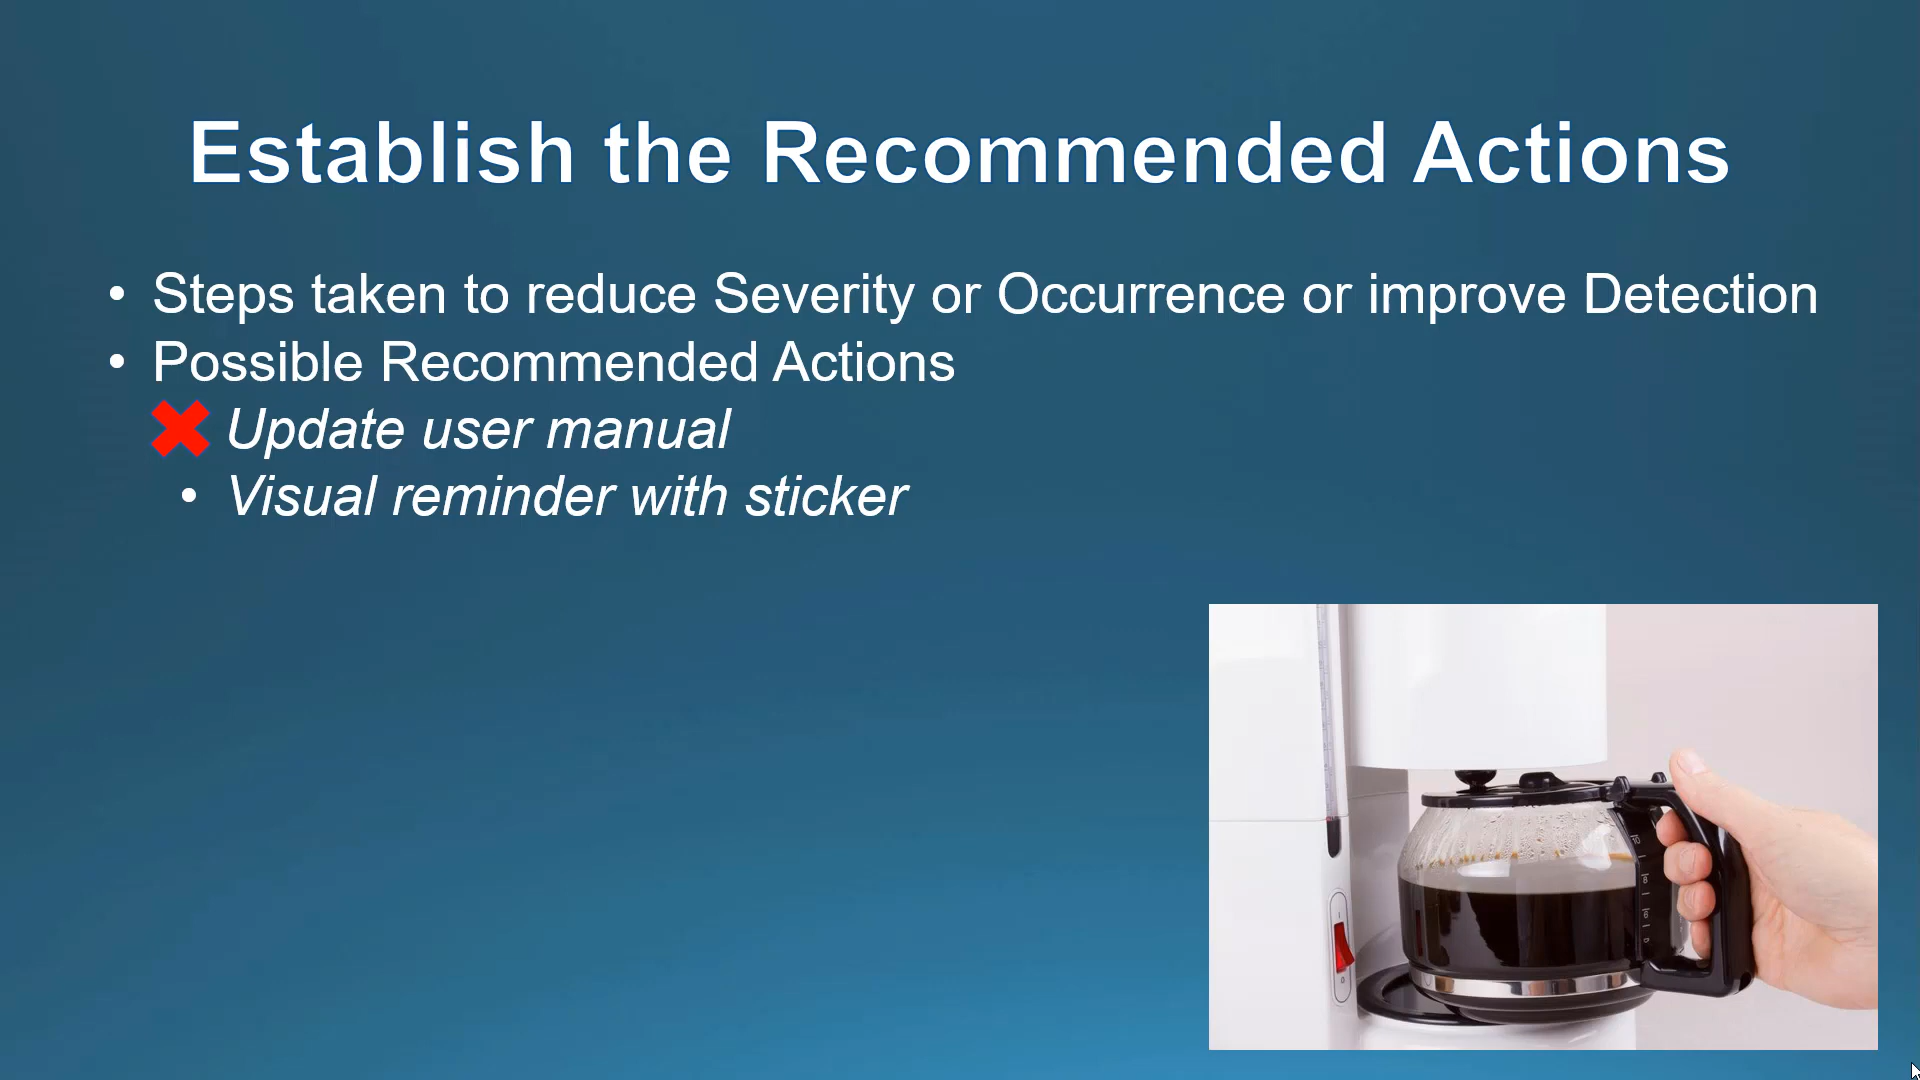 Establish the Recommended Actions
• Steps taken to reduce Severity or Occurrence or improve Detection
• Possible Recommended Actions
Update user manual
• Visual reminder with sticker